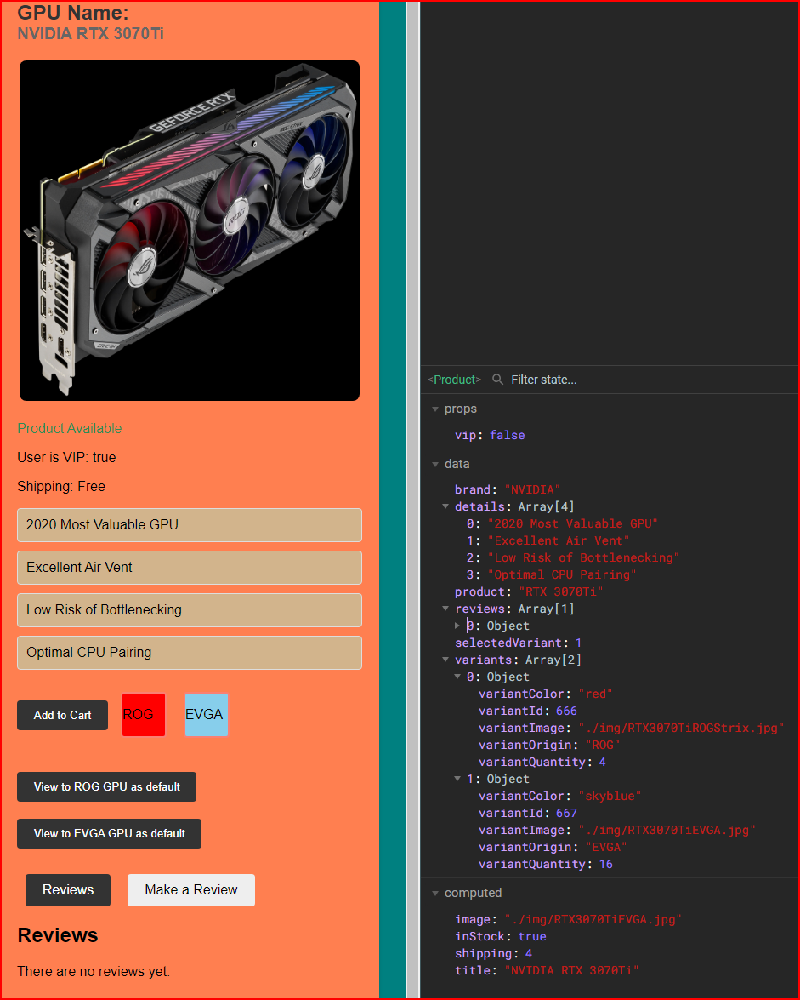 GPU Name:
NVIDIA RTX 3070Ti
GEFORCE RTX
ROG
Product Available
User is VIP: true
Shipping: Free
2020 Most Valuable GPU
Excellent Air Vent
Low Risk of Bottlenecking
Optimal CPU Pairing
Add to Cart
ROG
EVGA
View to ROG GPU as default
View to EVGA GPU as default
Reviews
Make a Review
Reviews
There are no reviews yet.
<Product> Filter state...
props
vip: false
data
brand: "NVIDIA"
details: Array[4]
0: "2020 Most Valuable GPU"
1: "Excellent Air Vent"
2: "Low Risk of Bottlenecking"
3: "Optimal CPU Pairing"
product: "RTX 3070Ti"
reviews: Array[1]
0: Object
selectedVariant: 1
variants: Array[2]
0: Object
variantColor: "red"
variantId: 666
variantImage: "./img/RTX3070TiROGStrix.jpg"
variantOrigin: "ROG"
variantQuantity: 4
1: Object
variantColor: "skyblue"
variantId: 667
variantImage: "./img/RTX3070TiEVGA.jpg"
variantOrigin: "EVGA"
variantQuantity: 16
computed
image: "./img/RTX3070TiEVGA.jpg"
inStock: true
shipping: 4
title: "NVIDIA RTX 3070Ti"